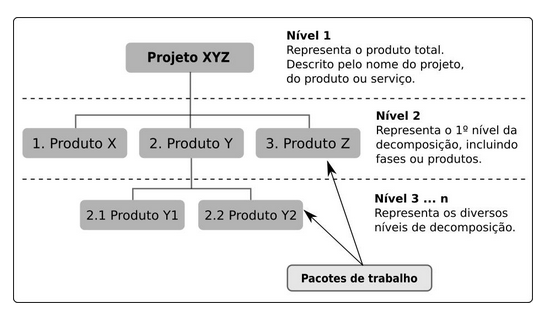 Nível 1
Representa o produto total.
Descrito pelo nome do projeto,
do produto ou serviço.
Projeto XYZ
Nível 2
Representa o 1º nível da
decomposição, incluindo
fases ou produtos.
1. Produto X
2. Produto Y
3. Produto Z
Nível 3 ... n
Representa os diversos
níveis de decomposição.
2.1 Produto Y1
2.2 Produto Y2
Pacotes de trabalho